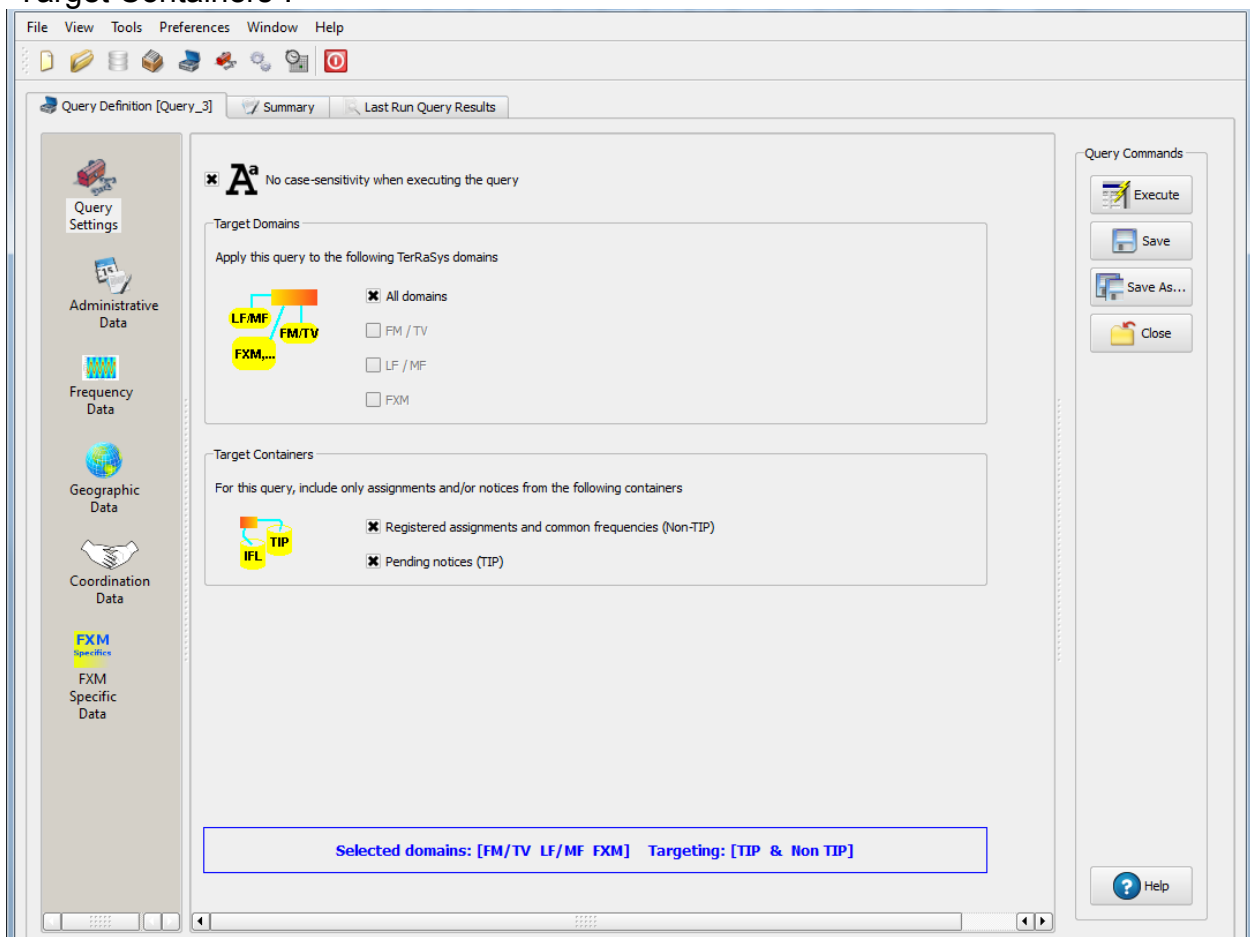 Target Containers .
File View Tools Preferences Window Help
Query Definition [Query_3] Summary Last Run Query Results
Query
Settings
Administrative
Data
Frequency
Data
Geographic
Data
Coordination
Data
FXM
Specifics
FXM
Specific
Data
Aa No case-sensitivity when executing the query
Target Domains
Apply this query to the following TerRaSys domains
LF/MF
FM/TV
FXM,...
All domains
FM / TV
LF / MF
FXM
Target Containers
For this query, include only assignments and/or notices from the following containers
TIP
IFL
Registered assignments and common frequencies (Non-TIP)
Pending notices (TIP)
Selected domains: [FM/TV LF/MF FXM] Targeting: [TIP & Non TIP]
Query Commands
Execute
Save
Save As...
Close
Help